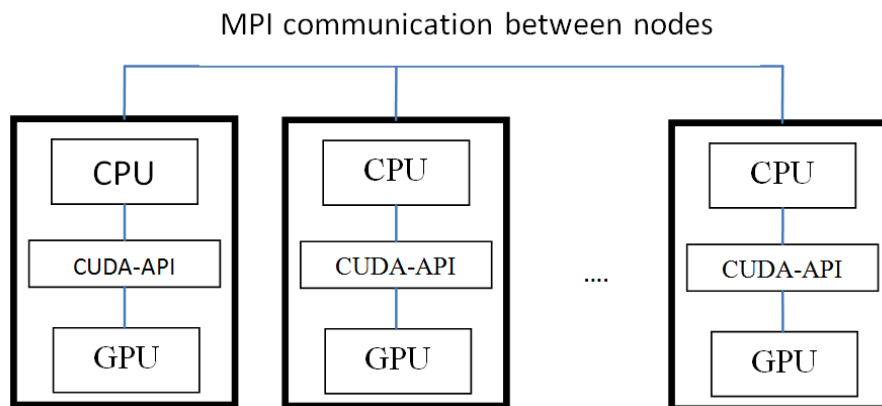 MPI communication between nodes
CPU
CUDA-API
GPU
CPU
CUDA-API
GPU
....
CPU
CUDA-API
GPU